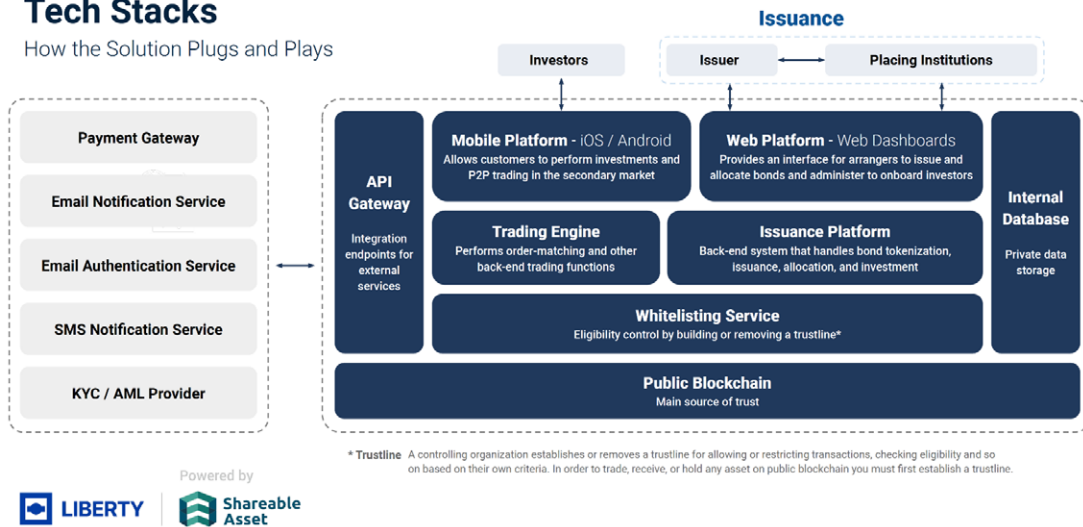 Tech Stacks
How the Solution Plugs and Plays
Issuance
Investors
Issuer
Placing Institutions
Payment Gateway
Email Notification Service
Email Authentication Service
SMS Notification Service
KYC / AML Provider
API
Gateway
Integration
endpoints for
external
services
Mobile Platform - iOS / Android
Allows customers to perform investments and
P2P trading in the secondary market
Web Platform - Web Dashboards
Provides an interface for arrangers to issue and
allocate bonds and administer to onboard investors
Trading Engine
Performs order-matching and other
back-end trading functions
Issuance Platform
Back-end system that handles bond tokenization,
issuance, allocation, and investment
Whitelisting Service
Eligibility control by building or removing a trustline*
Internal
Database
Private data
storage
Public Blockchain
Main source of trust
* Trustline A controlling organization establishes or removes a trustline for allowing or restricting transactions, checking eligibility and so
on based on their own criteria. In order to trade, receive, or hold any asset on public blockchain you must first establish a trustline.
Powered by
LIBERTY
Shareable
Asset